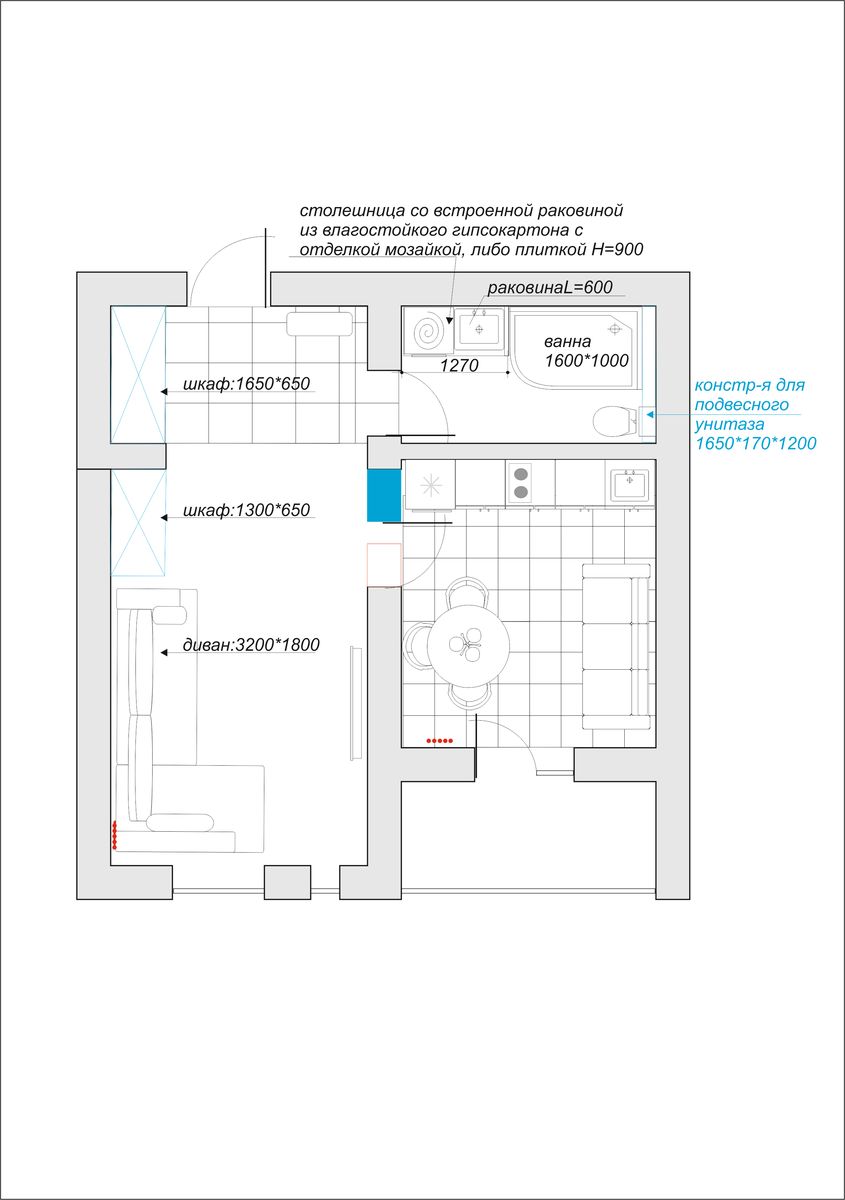 столешница со встроенной раковиной
из влагостойкого гипсокартона с
отделкой мозайкой, либо плиткой H=900
раковинаL=600
ванна
1600*1000
1270
шкаф:1650*650
констр-я для
подвесного
унитаза
1650*170*1200
шкаф:1300*650
диван:3200*1800